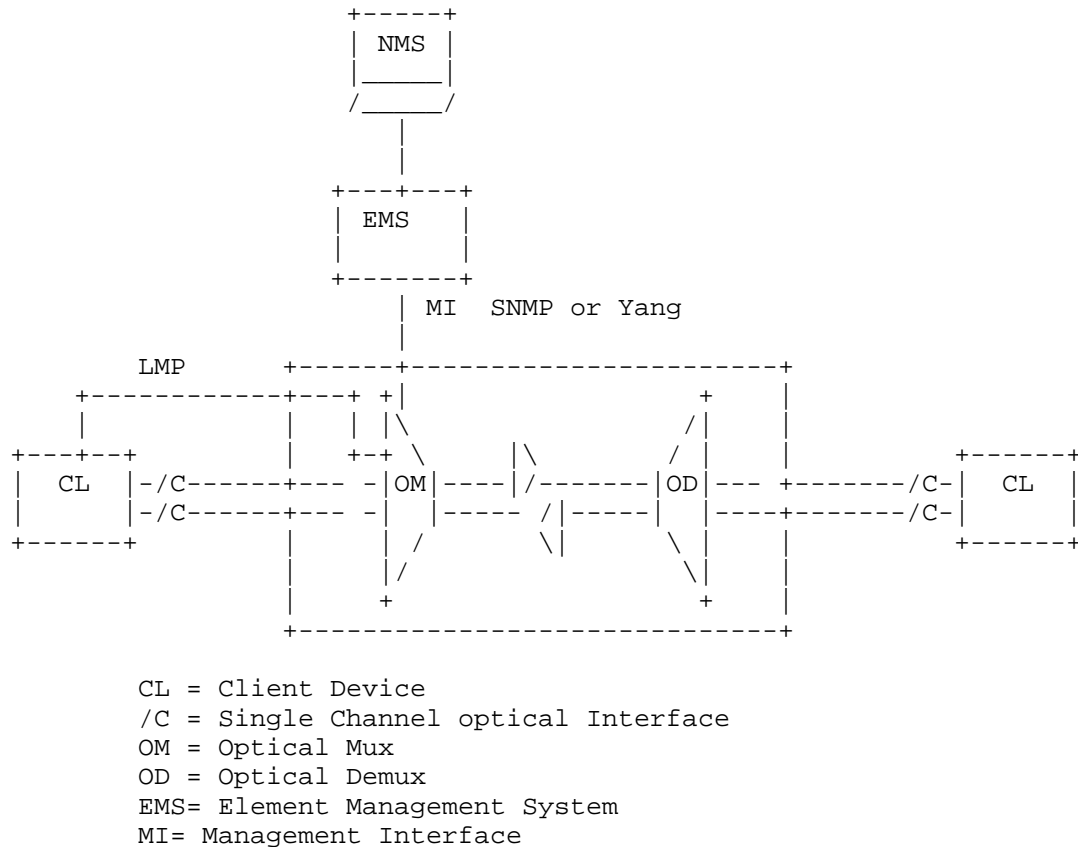 NMS
EMS
MI SNMP or Yang
LMP
CL -/C OM OD /C- CL
-/C /C-
CL = Client Device
/C = Single Channel optical Interface
OM = Optical Mux
OD = Optical Demux
EMS= Element Management System
MI= Management Interface